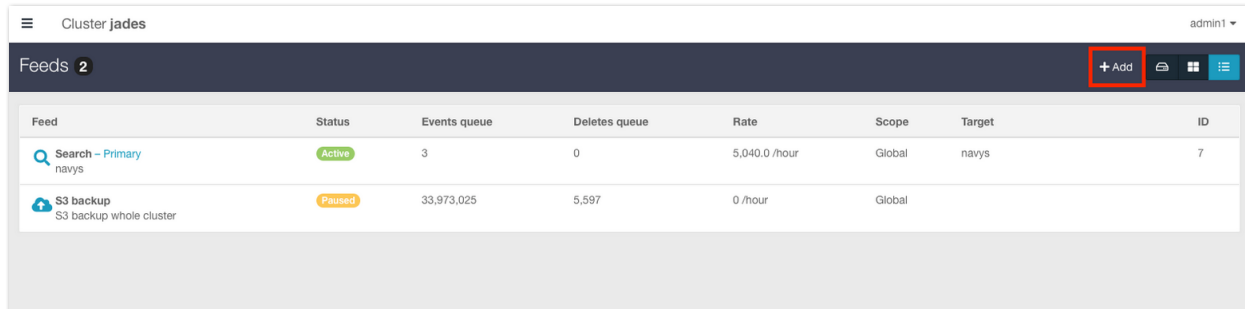 Cluster jades
admin1
Feeds 2
+ Add
Feed Status Events queue Deletes queue Rate Scope Target ID
Search – Primary Active 3 0 5,040.0 /hour Global navys 7
navys
S3 backup Paused 33,973,025 5,597 0 /hour Global
S3 backup whole cluster